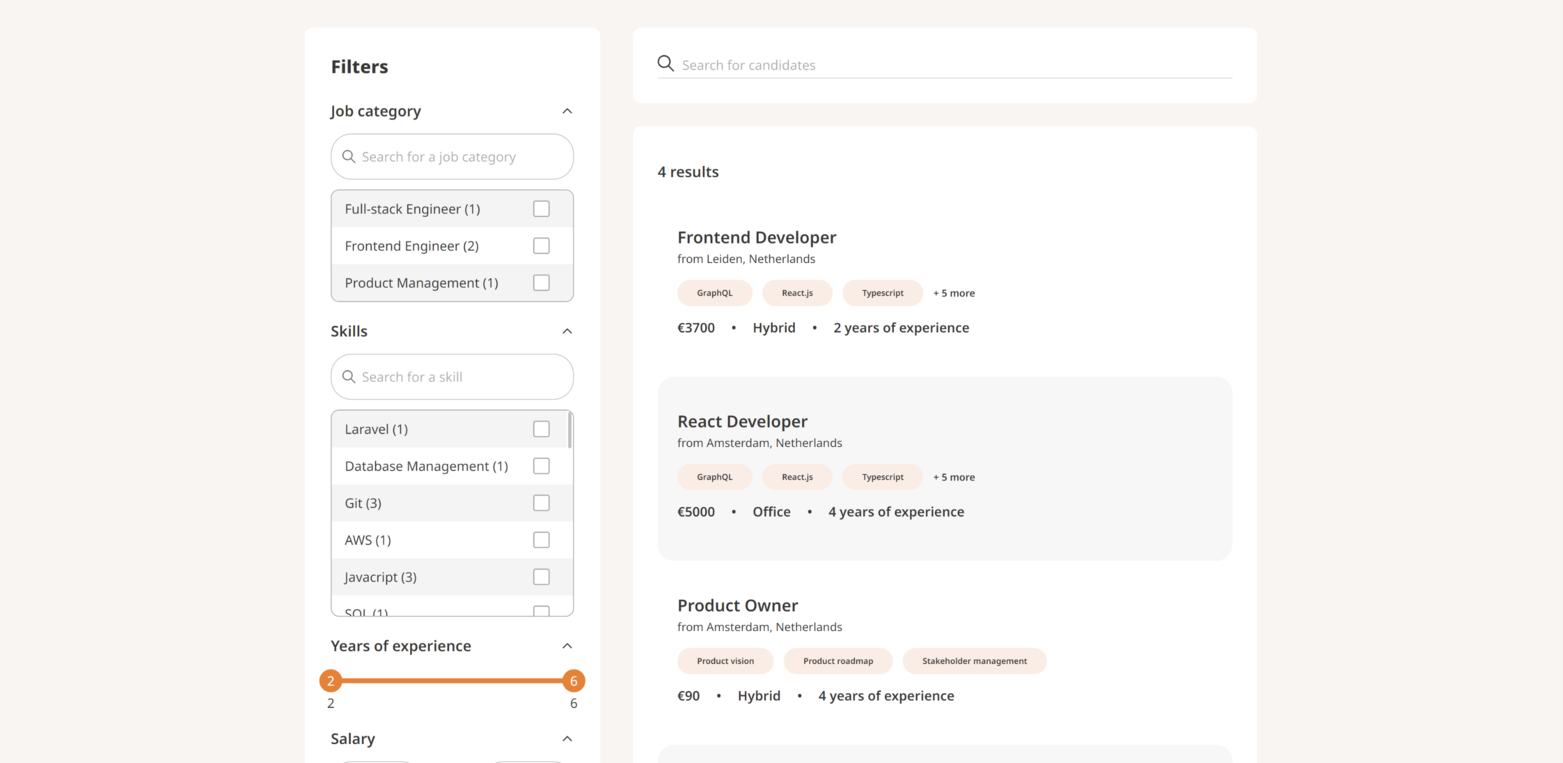 Filters
Job category
Search for a job category
Full-stack Engineer (1)
Frontend Engineer (2)
Product Management (1)
Skills
Search for a skill
Laravel (1)
Database Management (1)
Git (3)
AWS (1)
Javacript (3)
SQL (1)
Years of experience
2 6
2 6
Salary
Search for candidates
4 results
Frontend Developer
from Leiden, Netherlands
GraphQL React.js Typescript + 5 more
€3700 • Hybrid • 2 years of experience
React Developer
from Amsterdam, Netherlands
GraphQL React.js Typescript + 5 more
€5000 • Office • 4 years of experience
Product Owner
from Amsterdam, Netherlands
Product vision Product roadmap Stakeholder management
€90 • Hybrid • 4 years of experience